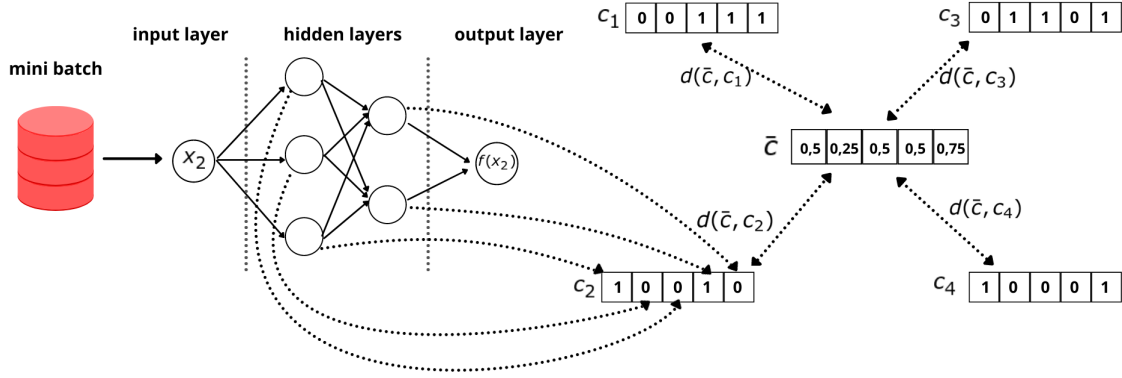 input layer
hidden layers
output layer
mini batch
x₂
f(x₂)
c₁ 0 0 1 1 1
c₃ 0 1 1 0 1
d(c̄, c₁)
d(c̄, c₃)
c̄ 0,5 0,25 0,5 0,5 0,75
d(c̄, c₂)
d(c̄, c₄)
c₂ 1 0 0 1 0
c₄ 1 0 0 0 1